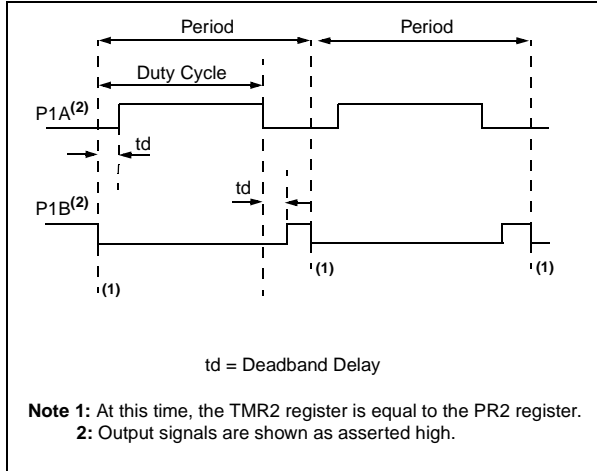 Period Period
Duty Cycle
P1A(2)
td
td
P1B(2)
(1) (1) (1)
td = Deadband Delay
Note 1: At this time, the TMR2 register is equal to the PR2 register.
2: Output signals are shown as asserted high.